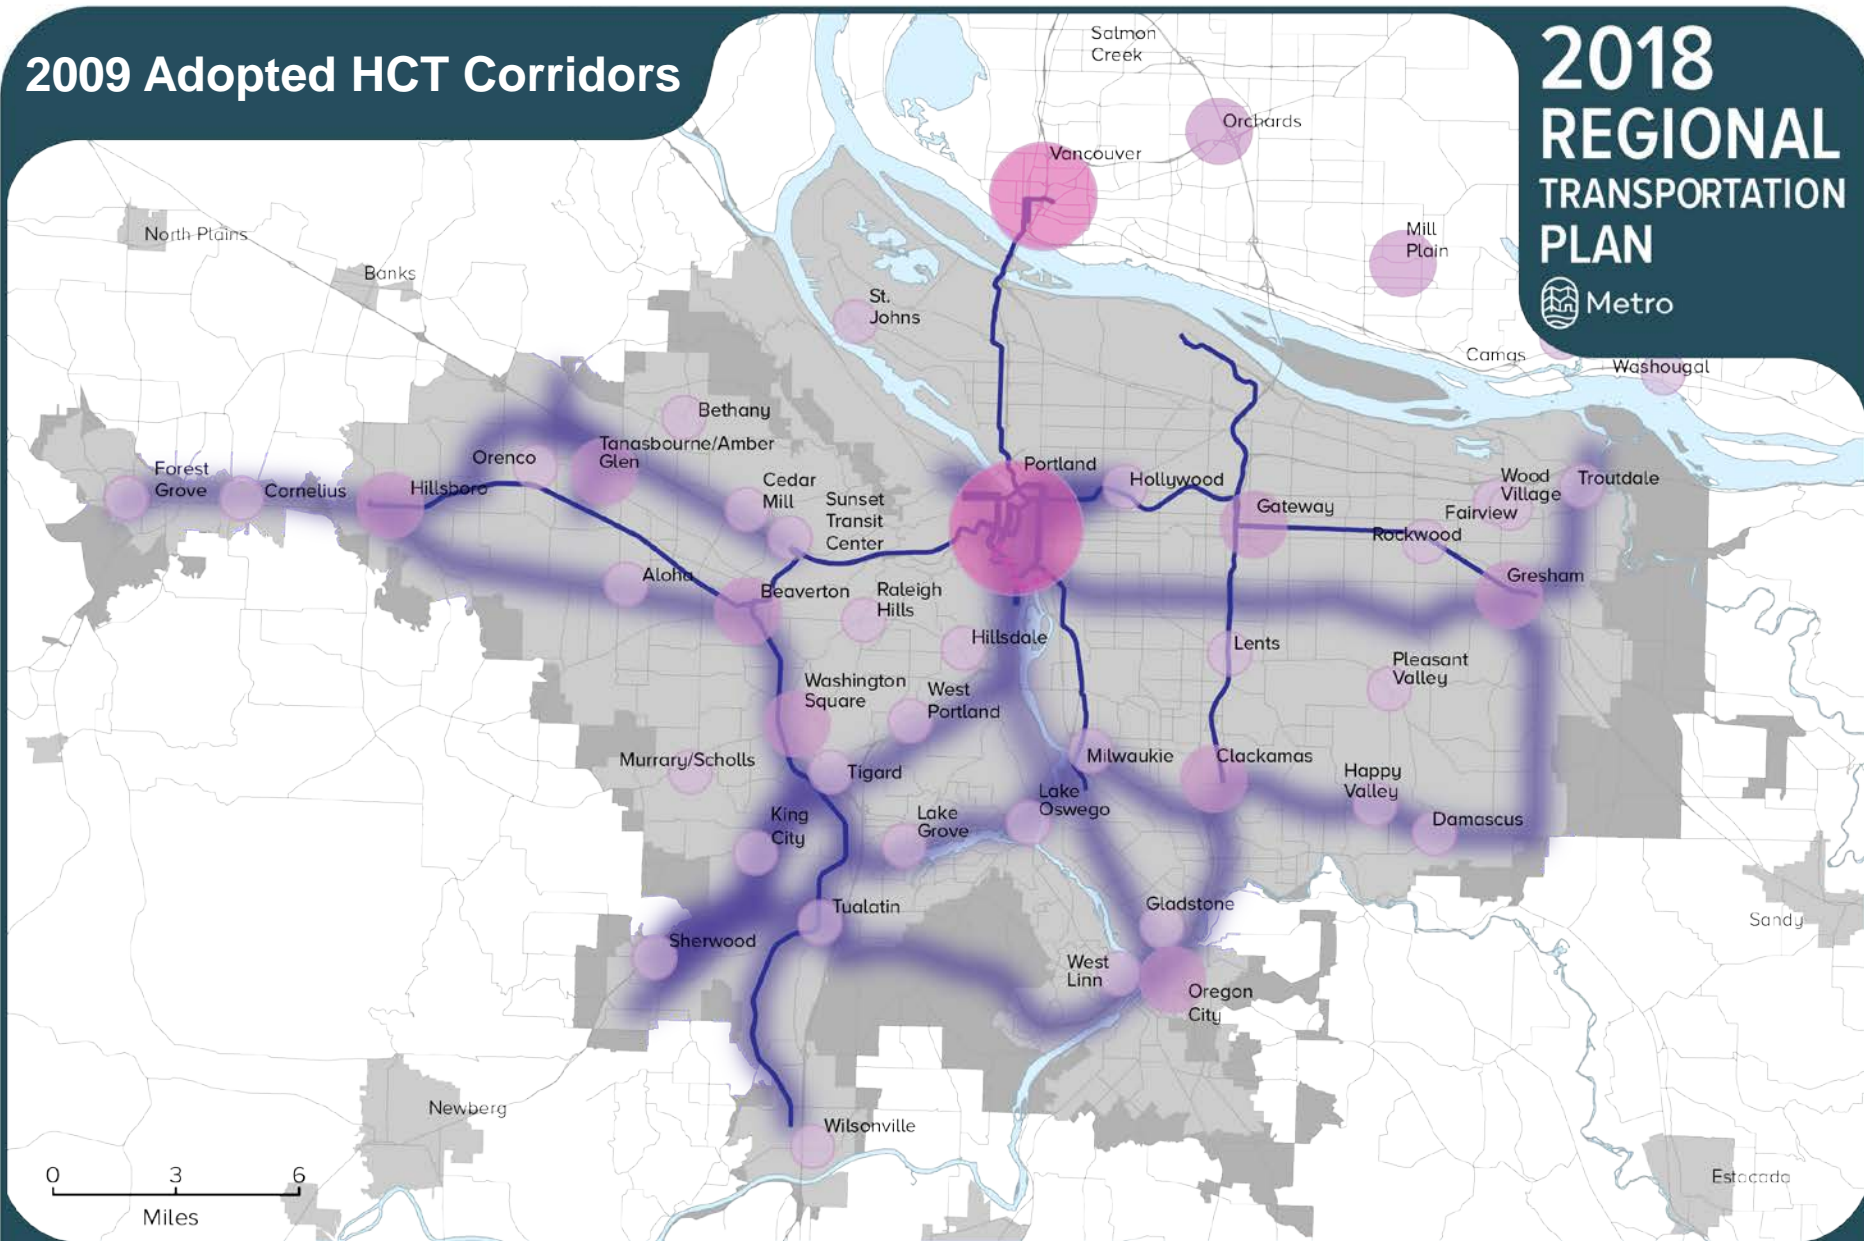 2009 Adopted HCT Corridors
2018
REGIONAL
TRANSPORTATION
PLAN
Metro
Salmon
Creek
Orchards
Vancouver
Mill
Plain
North Plains
Banks
St.
Johns
Camas
Washougal
Bethany
Tanasbourne/Amber
Glen
Orenco
Forest
Grove
Cornelius
Hillsboro
Cedar
Mill
Sunset
Transit
Center
Portland
Hollywood
Gateway
Wood
Village
Troutdale
Fairview
Rockwood
Gresham
Aloha
Beaverton
Raleigh
Hills
Hillsdale
Lents
Pleasant
Valley
Washington
Square
West
Portland
Murrary/Scholls
Tigard
Milwaukie
Clackamas
Happy
Valley
Lake
Oswego
King
City
Lake
Grove
Damascus
Tualatin
Gladstone
Sherwood
West
Linn
Oregon
City
Sandy
Newberg
Wilsonville
Estacada
0 3 6
Miles